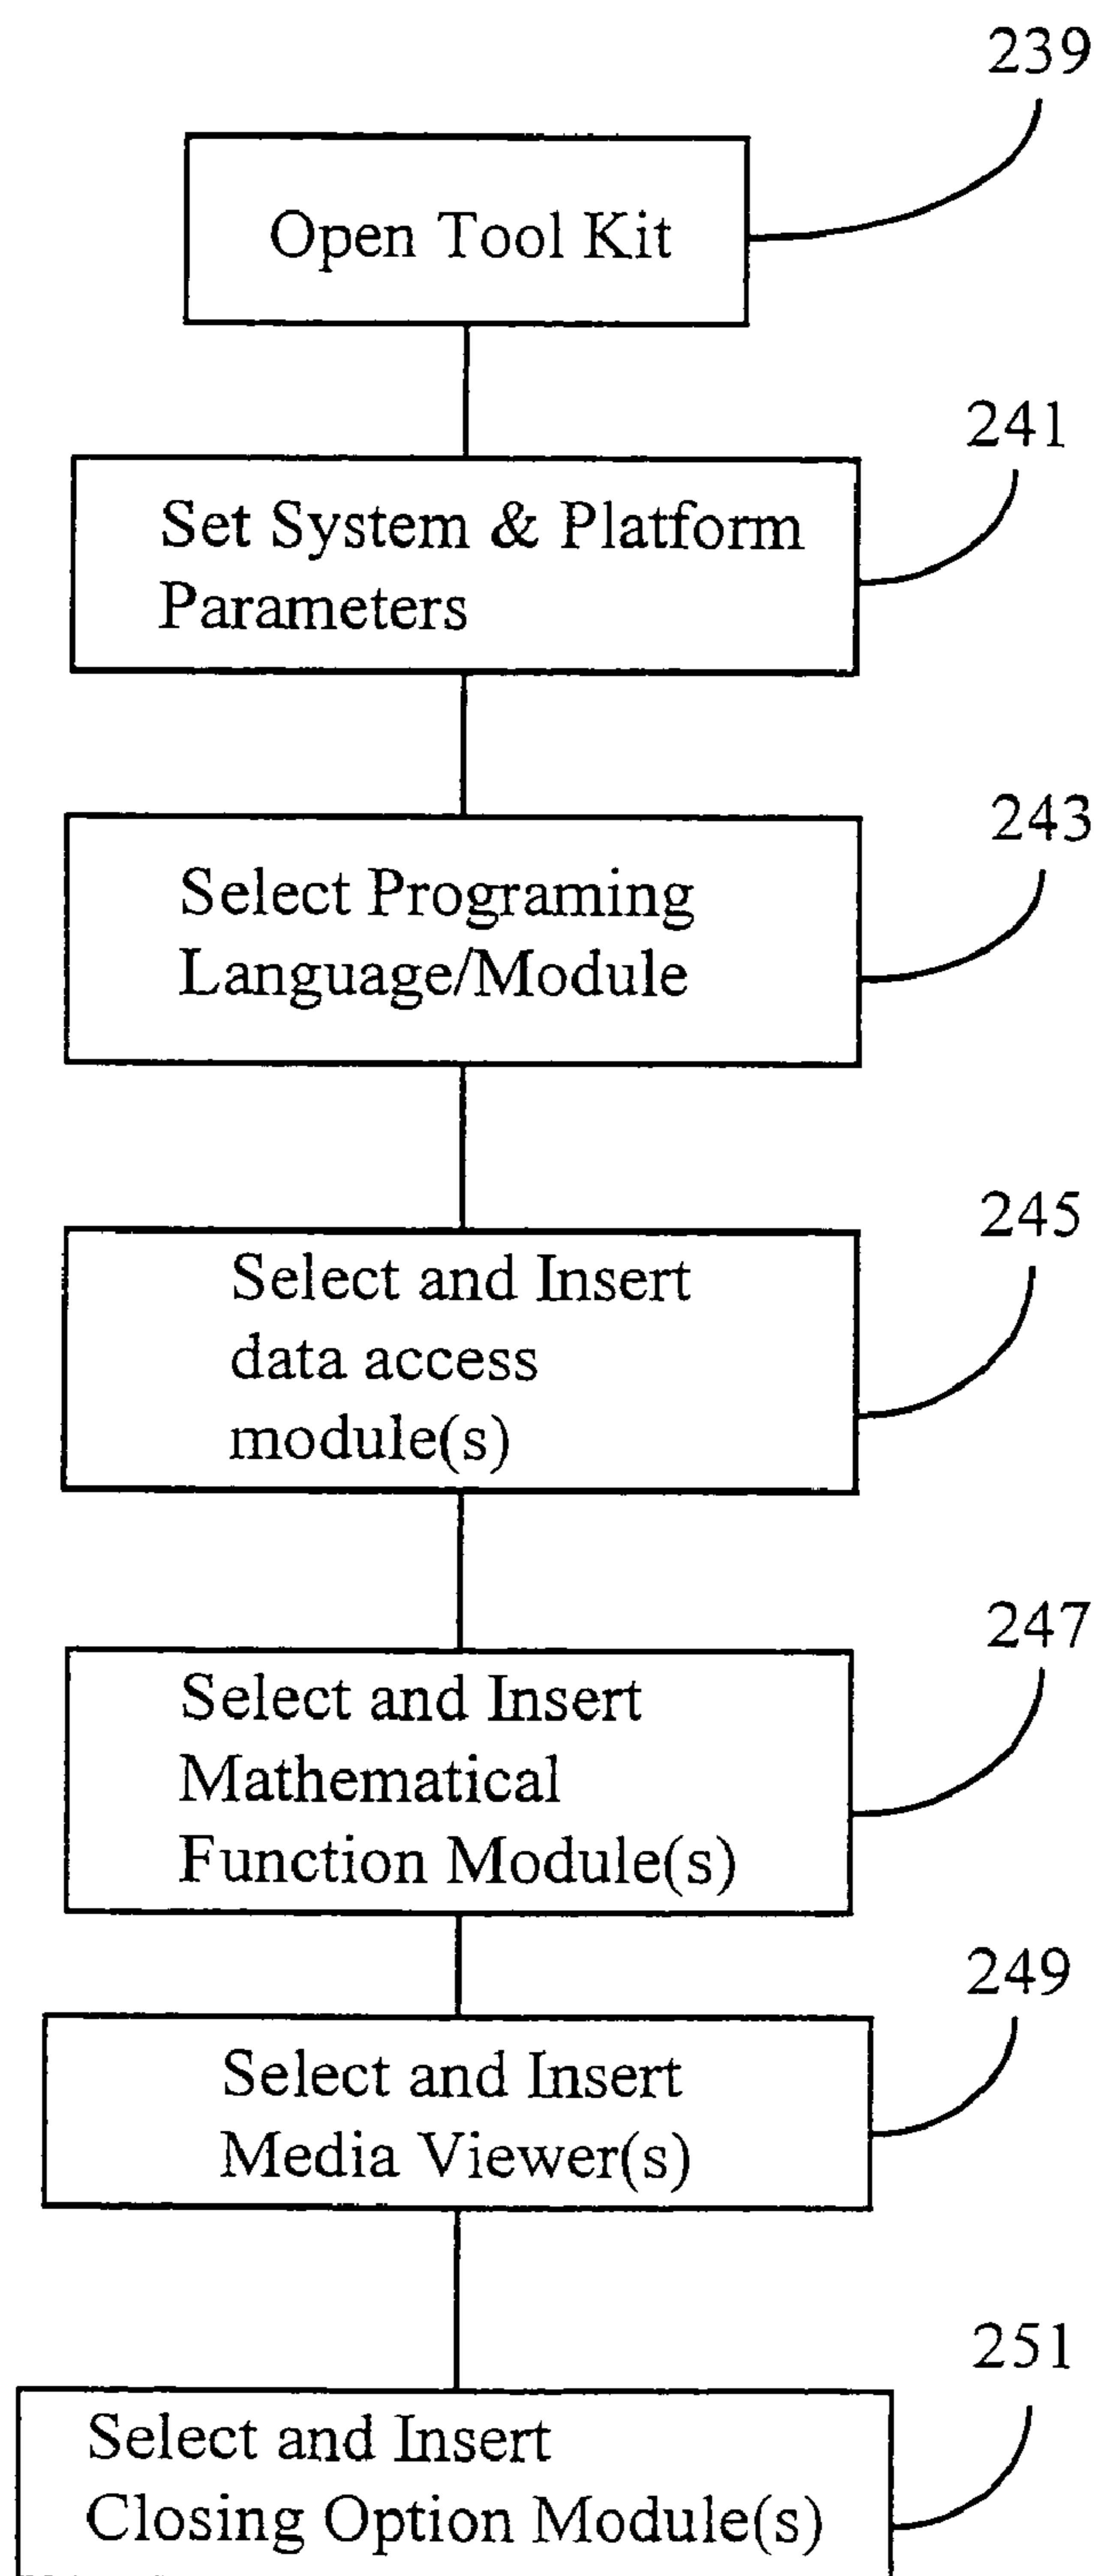 239
Open Tool Kit
241
Set System & Platform
Parameters
243
Select Programing
Language/Module
245
Select and Insert
data access
module(s)
247
Select and Insert
Mathematical
Function Module(s)
249
Select and Insert
Media Viewer(s)
251
Select and Insert
Closing Option Module(s)